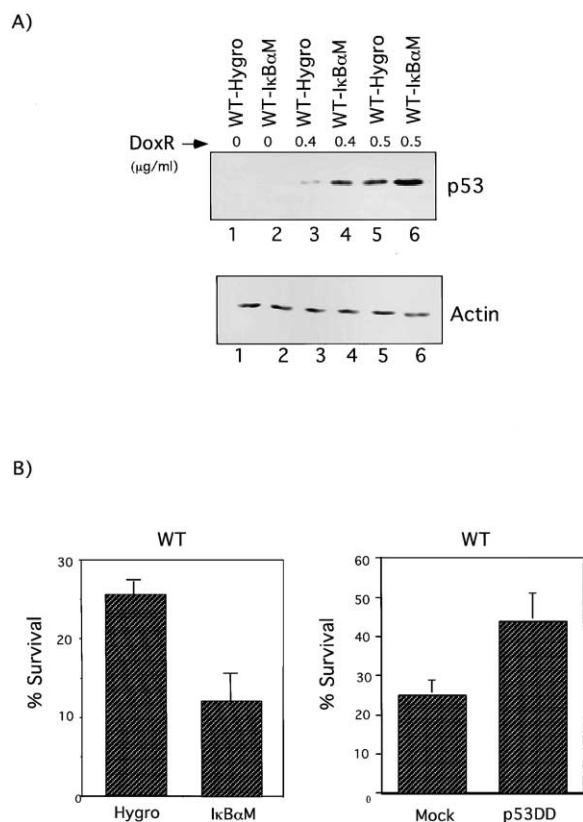 A)
WT-Hygro
WT-IκBαM
WT-Hygro
WT-IκBαM
WT-Hygro
WT-IκBαM
DoxR 0 0 0.4 0.4 0.5 0.5
(μg/ml)
p53
1 2 3 4 5 6
Actin
1 2 3 4 5 6
B)
WT
30
20
10
0
% Survival
Hygro IκBαM
WT
60
50
40
30
20
10
0
% Survival
Mock p53DD